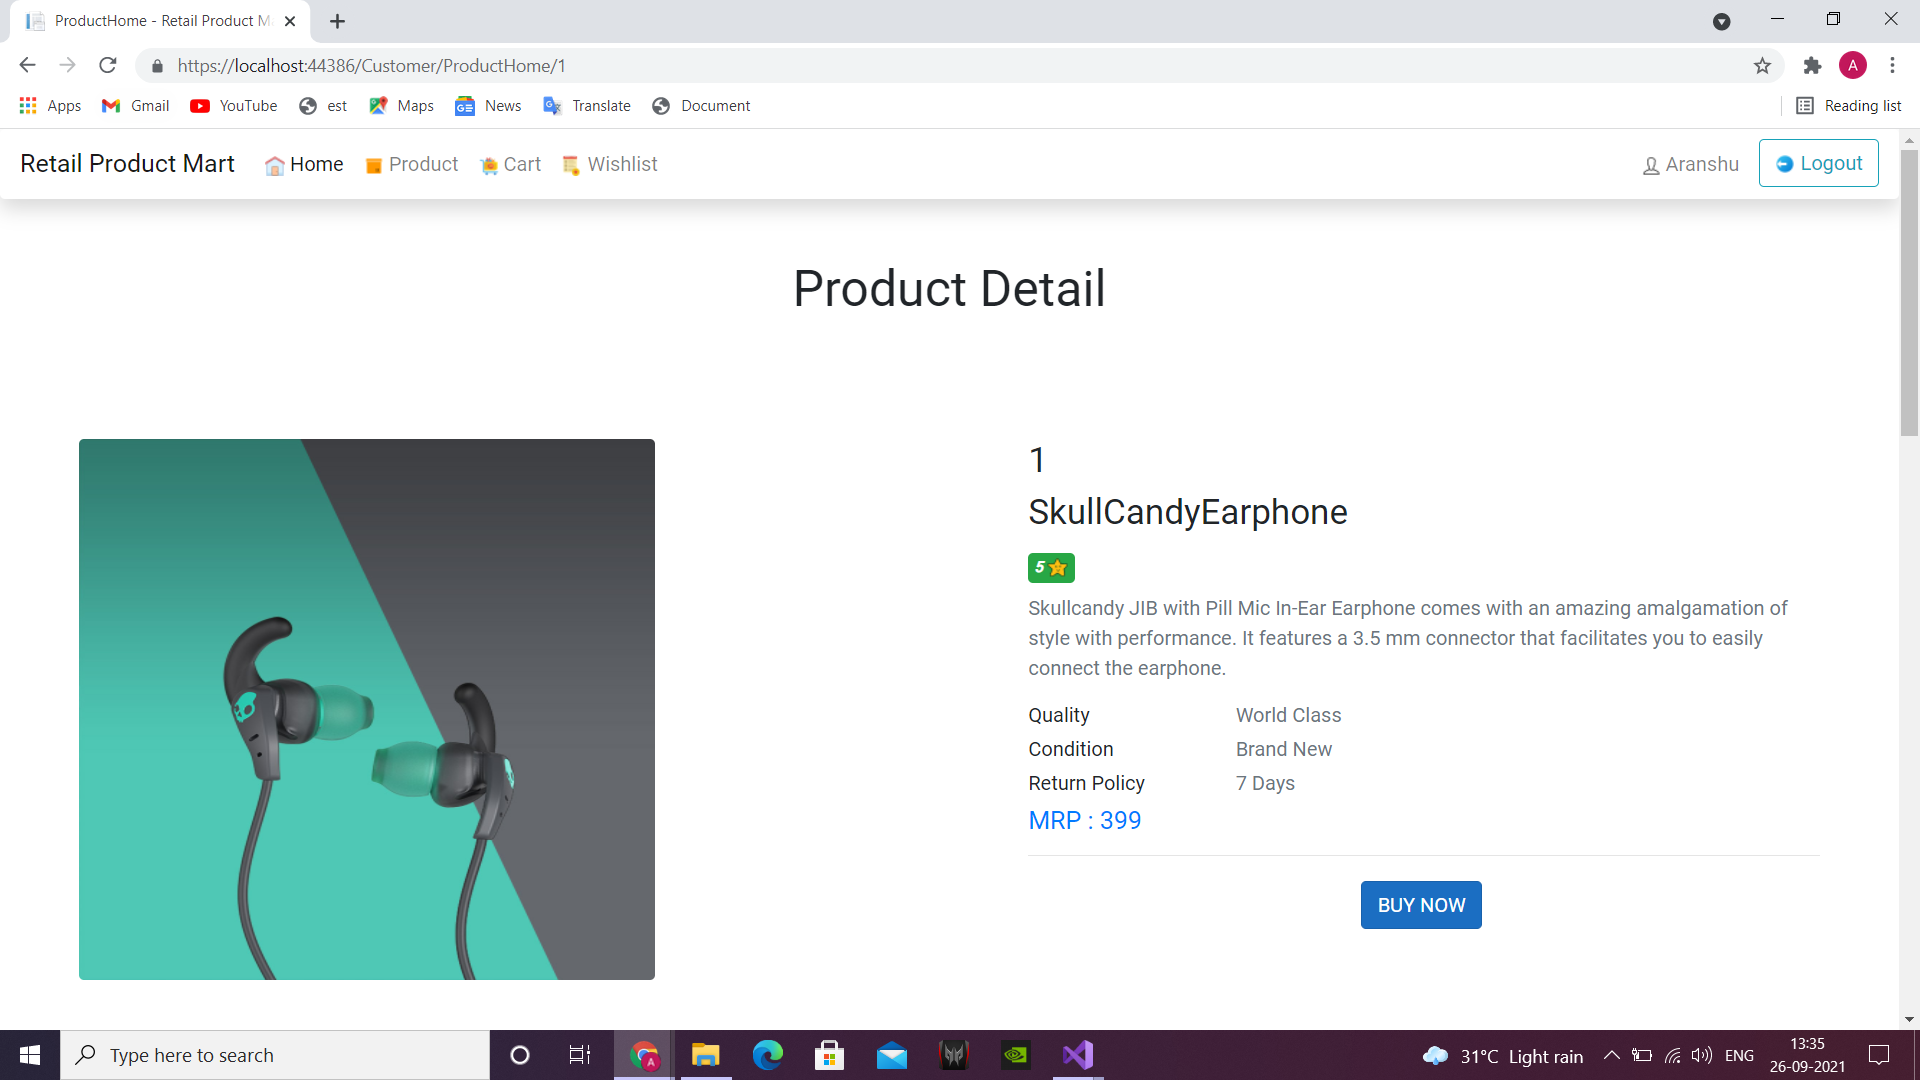 ProductHome - Retail Product M
https://localhost:44386/Customer/ProductHome/1
A
Apps Gmail YouTube est Maps News Translate Document Reading list
Retail Product Mart Home Product Cart Wishlist Aranshu Logout
Product Detail
1
SkullCandyEarphone
5
Skullcandy JIB with Pill Mic In-Ear Earphone comes with an amazing amalgamation of
style with performance. It features a 3.5 mm connector that facilitates you to easily
connect the earphone.
Quality World Class
Condition Brand New
Return Policy 7 Days
MRP : 399
BUY NOW
Type here to search
31°C Light rain
ENG
13:35
26-09-2021